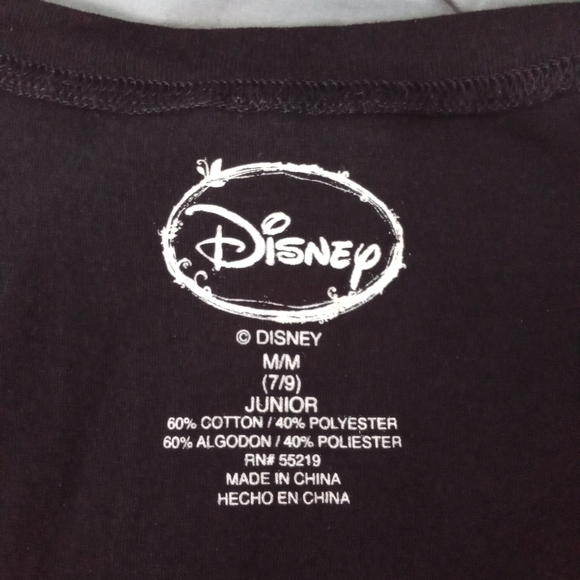 Disney
© DISNEY
M/M
(7/9)
JUNIOR
60% COTTON / 40% POLYESTER
60% ALGODON / 40% POLIESTER
RN# 55219
MADE IN CHINA
HECHO EN CHINA